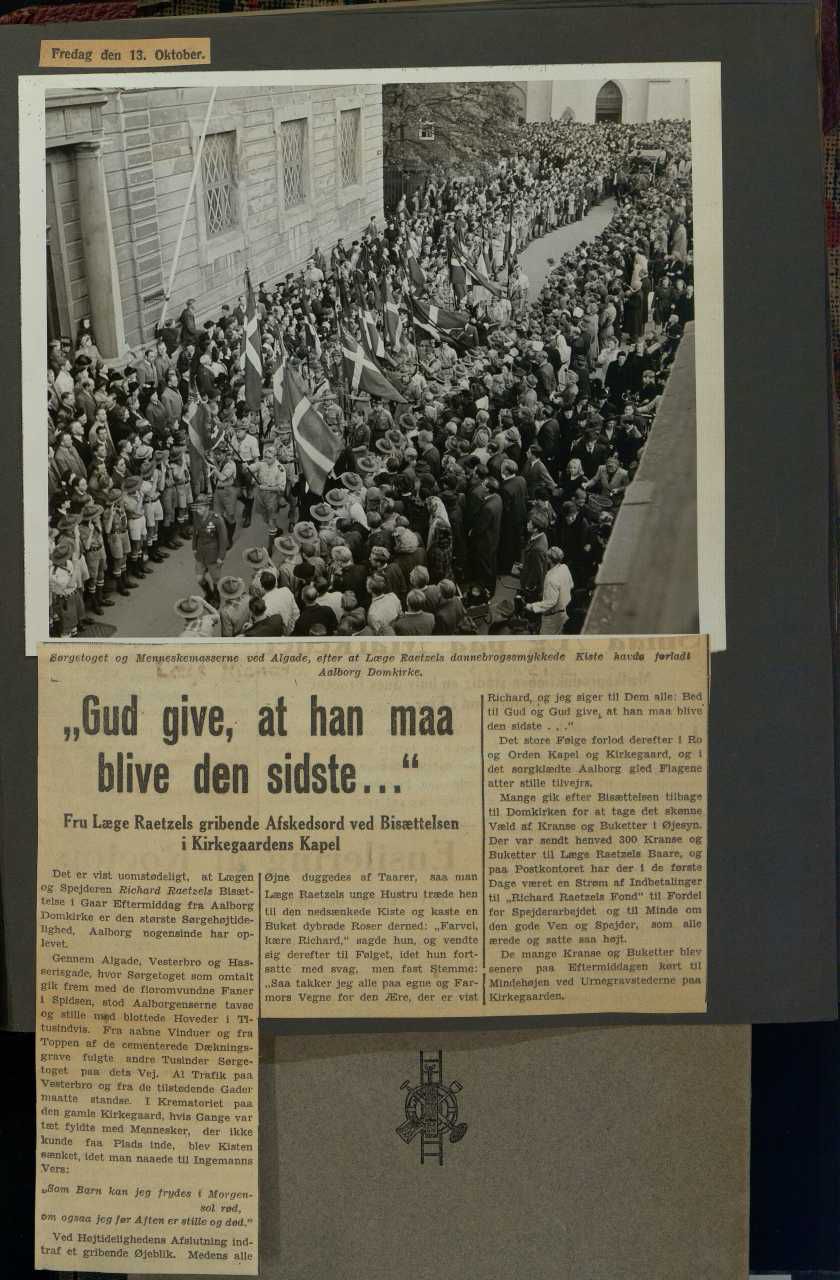 Fredag den 13. Oktober.
Sørgetoget og Menneskemasserne ved Algade, efter at Læge Raetzels dannebrogssmykkede Kiste havde forladt
Aalborg Domkirke.
„Gud give, at han maa
blive den sidste...“
Fru Læge Raetzels gribende Afskedsord ved Bisættelsen
i Kirkegaardens Kapel
Det er vist uomstødeligt, at Lægen
og Spejderen Richard Raetzels Bisæt-
telse i Gaar Eftermiddag fra Aalborg
Domkirke er den største Sørgehøjtide-
lighed, Aalborg nogensinde har op-
levet.
Gennem Algade, Vesterbro og Has-
serisgade, hvor Sørgetoget som omtalt
gik frem med de floromvundne Faner
i Spidsen, stod Aalborgenserne tavse
og stille med blottede Hoveder i Ti-
tusindvis. Fra aabne Vinduer og fra
Toppen af de cementerede Dæknings-
grave fulgte andre Tusinder Sørge-
toget paa dets Vej. Al Trafik paa
Vesterbro og fra de tilstødende Gader
maatte standse. I Krematoriet paa
den gamle Kirkegaard, hvis Gange var
tæt fyldte med Mennesker, der ikke
kunde faa Plads inde, blev Kisten
sænket, idet man naaede til Ingemanns
Vers:
„Som Barn kan jeg frydes i Morgen-
sol rød,
om ogsaa jeg før Aften er stille og død.“
Ved Højtidelighedens Afslutning ind-
traf et gribende Øjeblik. Medens alle
Øjne duggedes af Taarer, saa man
Læge Raetzels unge Hustru træde hen
til den nedsænkede Kiste og kaste en
Buket dybrøde Roser derned: „Farvel,
kære Richard,“ sagde hun, og vendte
sig derefter til Følget, idet hun fort-
satte med svag, men fast Stemme:
„Saa takker jeg alle paa egne og Far-
mors Vegne for den Ære, der er vist
Richard, og jeg siger til Dem alle: Bed
til Gud og Gud give, at han maa blive
den sidste . . .“
Det store Følge forlod derefter i Ro
og Orden Kapel og Kirkegaard, og i
det sorgklædte Aalborg gled Flagene
atter stille tilvejrs.
Mange gik efter Bisættelsen tilbage
til Domkirken for at tage det skønne
Væld af Kranse og Buketter i Øjesyn.
Der var sendt henved 300 Kranse og
Buketter til Læge Raetzels Baare, og
paa Postkontoret har der i de første
Dage været en Strøm af Indbetalinger
til „Richard Raetzels Fond“ til Fordel
for Spejderarbejdet og til Minde om
den gode Ven og Spejder, som alle
ærede og satte saa højt.
De mange Kranse og Buketter blev
senere paa Eftermiddagen kørt til
Mindehøjen ved Urnegravstederne paa
Kirkegaarden.